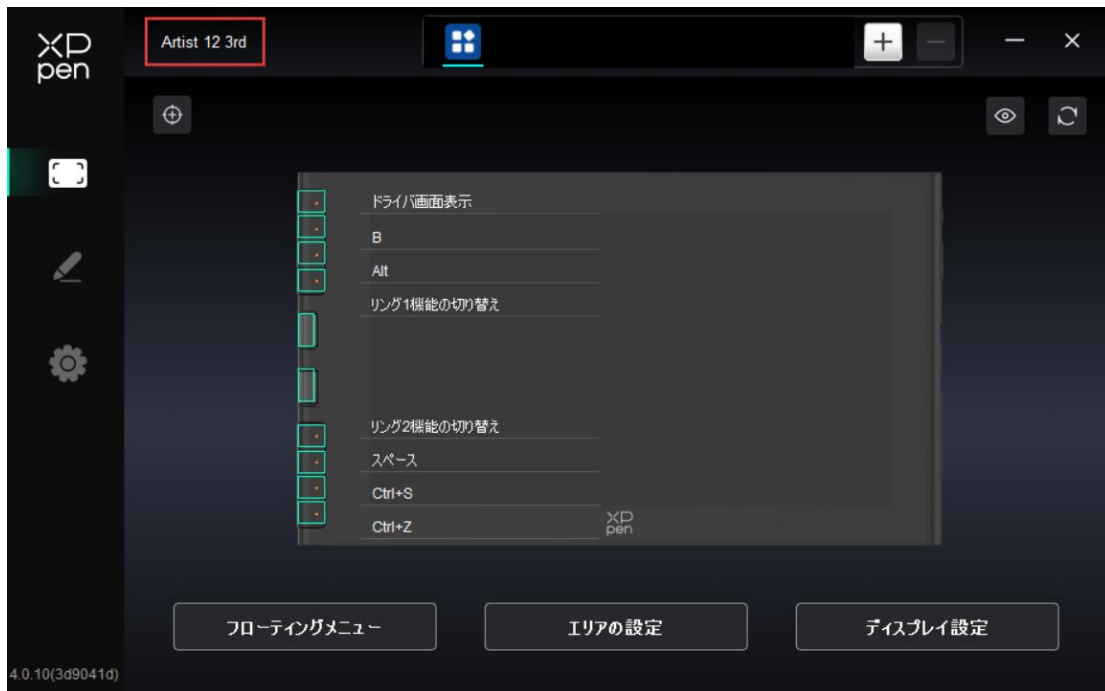 XP
pen
Artist 12 3rd
ドライバ画面表示
B
Alt
リング1機能の切り替え
リング2機能の切り替え
スペース
Ctrl+S
Ctrl+Z
XP
pen
フローティングメニュー
エリアの設定
ディスプレイ設定
4.0.10(3d9041d)